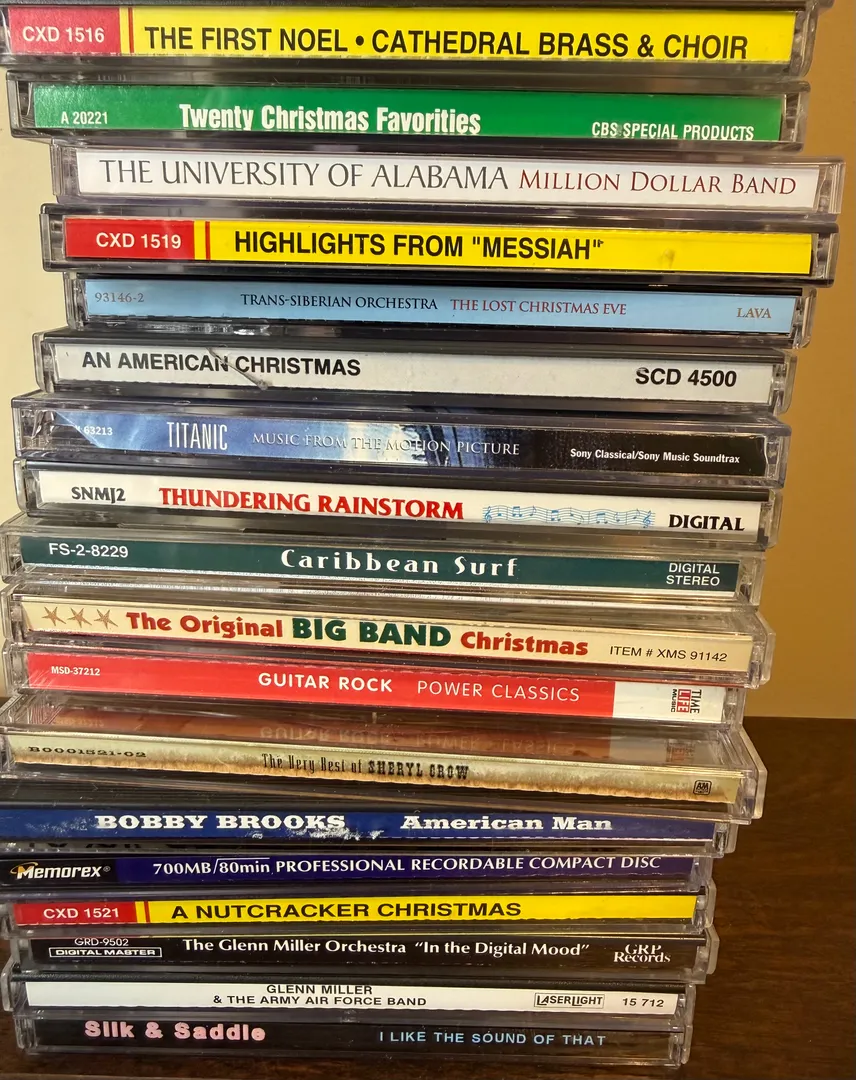 CXD 1516 THE FIRST NOEL • CATHEDRAL BRASS & CHOIR
A 20221 Twenty Christmas Favorities CBS SPECIAL PRODUCTS
THE UNIVERSITY OF ALABAMA MILLION DOLLAR BAND
CXD 1519 HIGHLIGHTS FROM "MESSIAH"
93146-2 TRANS-SIBERIAN ORCHESTRA THE LOST CHRISTMAS EVE LAVA
AN AMERICAN CHRISTMAS SCD 4500
63213 TITANIC MUSIC FROM THE MOTION PICTURE Sony Classical/Sony Music Soundtrax
SNMJ2 THUNDERING RAINSTORM DIGITAL
FS-2-8229 Caribbean Surf DIGITAL
STEREO
The Original BIG BAND Christmas ITEM # XMS 91142
MSD-37212 GUITAR ROCK POWER CLASSICS TIME
LIFE
MUSIC
B0001521-02 The Very Best of SHERYL CROW A&M
BOBBY BROOKS American Man
Memorex® 700MB/80min PROFESSIONAL RECORDABLE COMPACT DISC
CXD 1521 A NUTCRACKER CHRISTMAS
GRD-9502
DIGITAL MASTER The Glenn Miller Orchestra "In the Digital Mood" GRP
Records
GLENN MILLER
& THE ARMY AIR FORCE BAND LASERLIGHT 15 712
Silk & Saddle I LIKE THE SOUND OF THAT